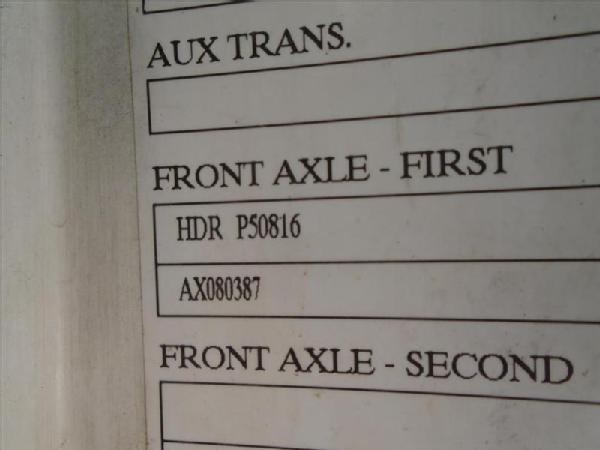 AUX TRANS.
FRONT AXLE - FIRST
HDR P50816
AX080387
FRONT AXLE - SECOND